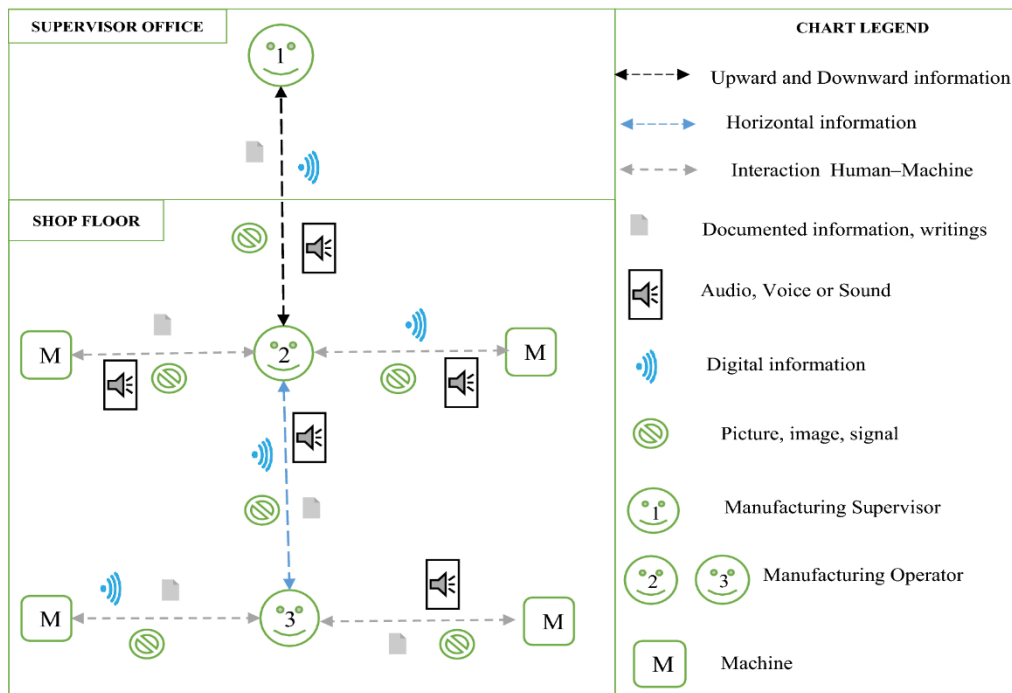 SUPERVISOR OFFICE
1
SHOP FLOOR
M
2
M
M
3
M
CHART LEGEND
Upward and Downward information
Horizontal information
Interaction Human–Machine
Documented information, writings
Audio, Voice or Sound
Digital information
Picture, image, signal
1 Manufacturing Supervisor
2 3 Manufacturing Operator
M Machine